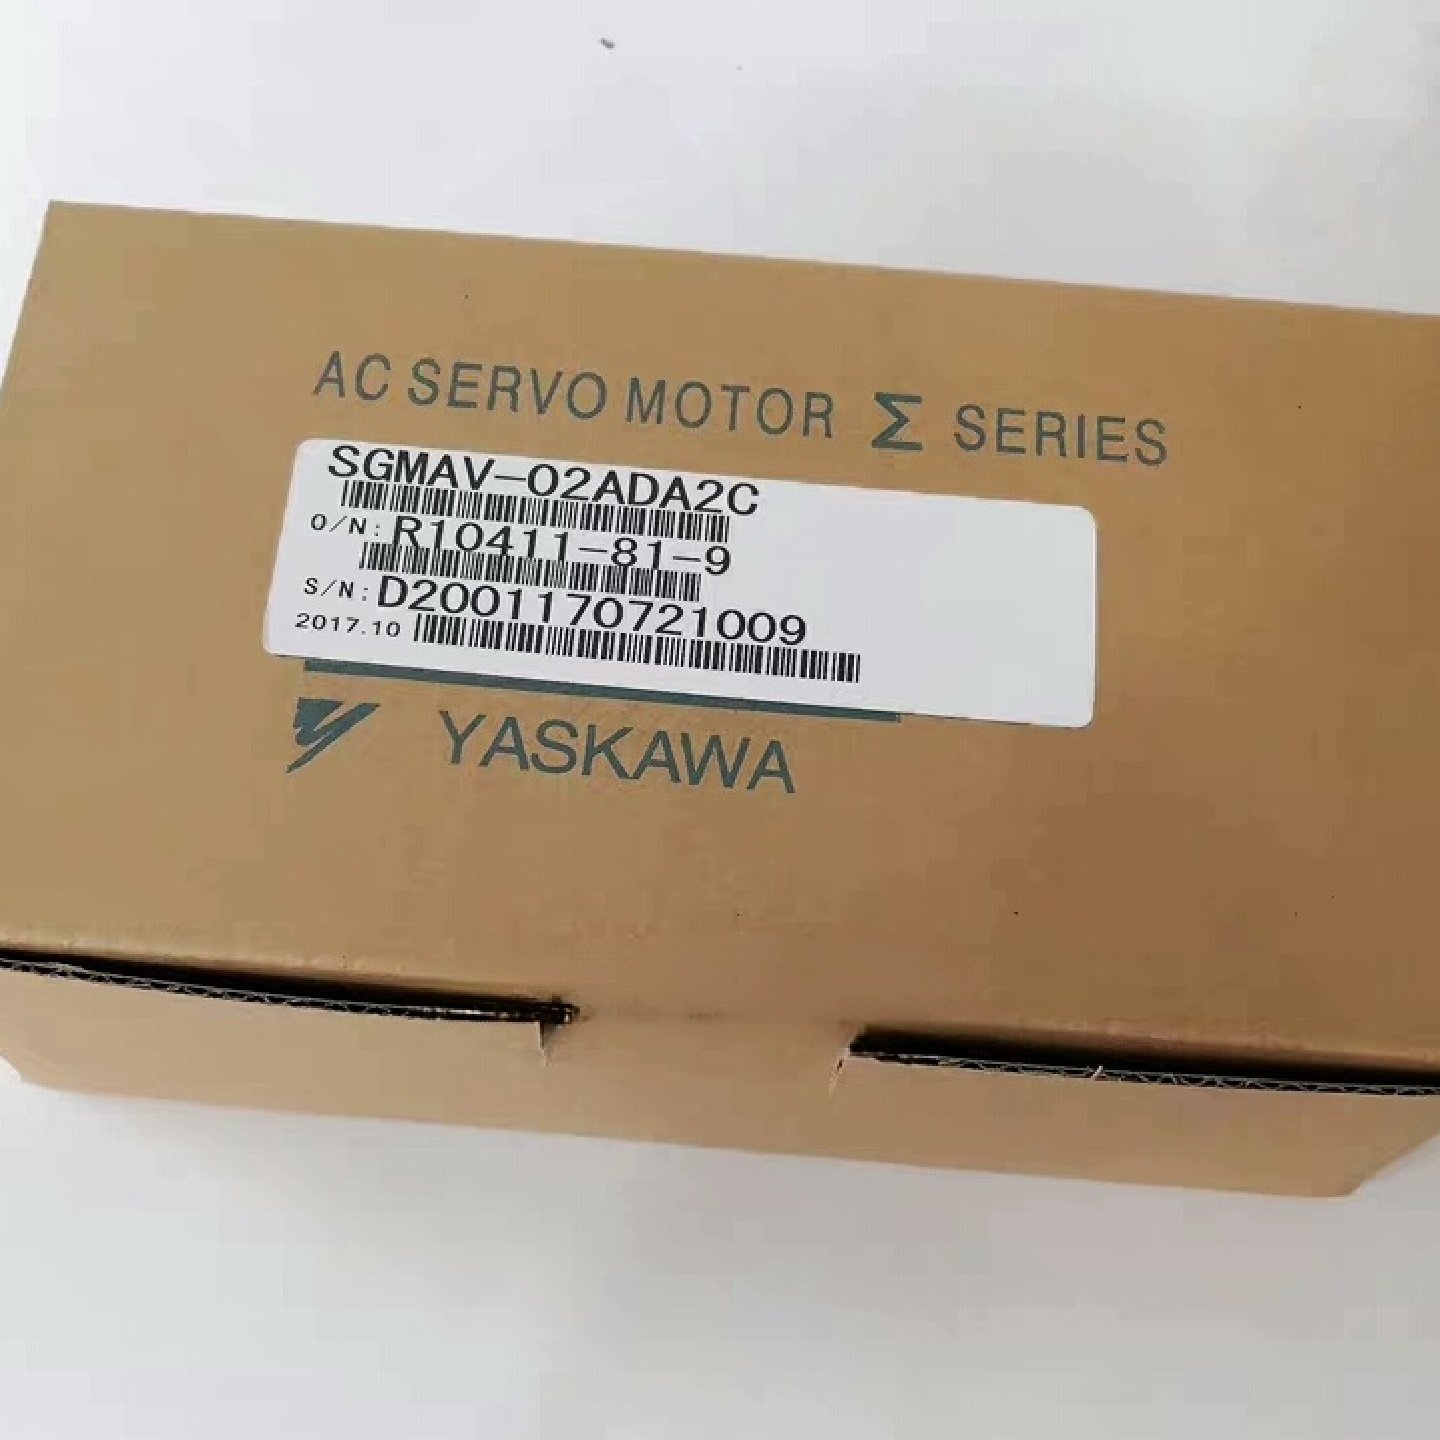 AC SERVO MOTOR Σ SERIES
SGMAV-02ADA2C
O/N: R10411-81-9
S/N: D2001170721009
2017.10
YASKAWA